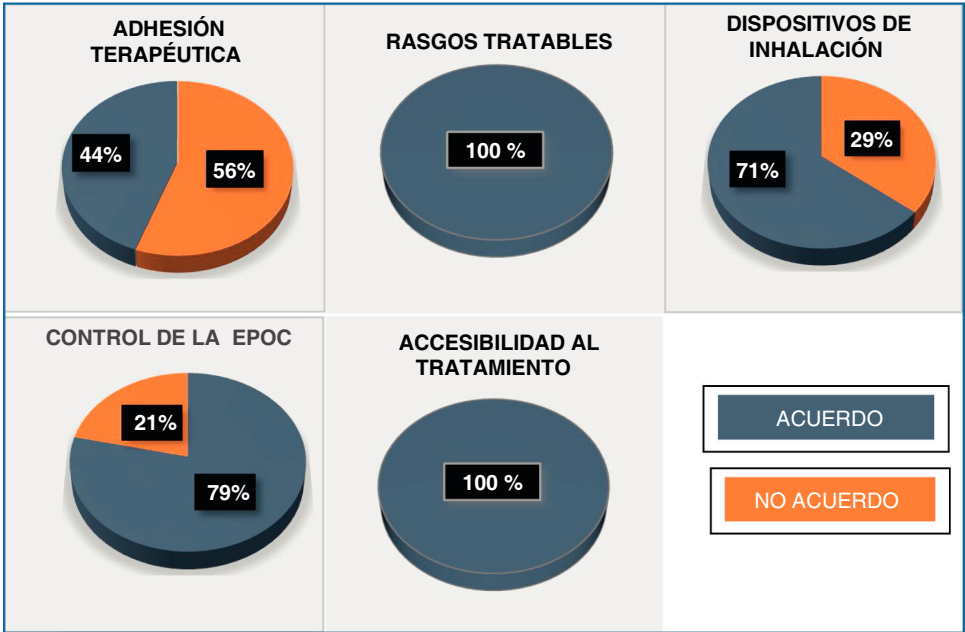 ADHESIÓN
TERAPÉUTICA
44%
56%
RASGOS TRATABLES
100 %
DISPOSITIVOS DE
INHALACIÓN
71%
29%
CONTROL DE LA EPOC
21%
79%
ACCESIBILIDAD AL
TRATAMIENTO
100 %
ACUERDO
NO ACUERDO